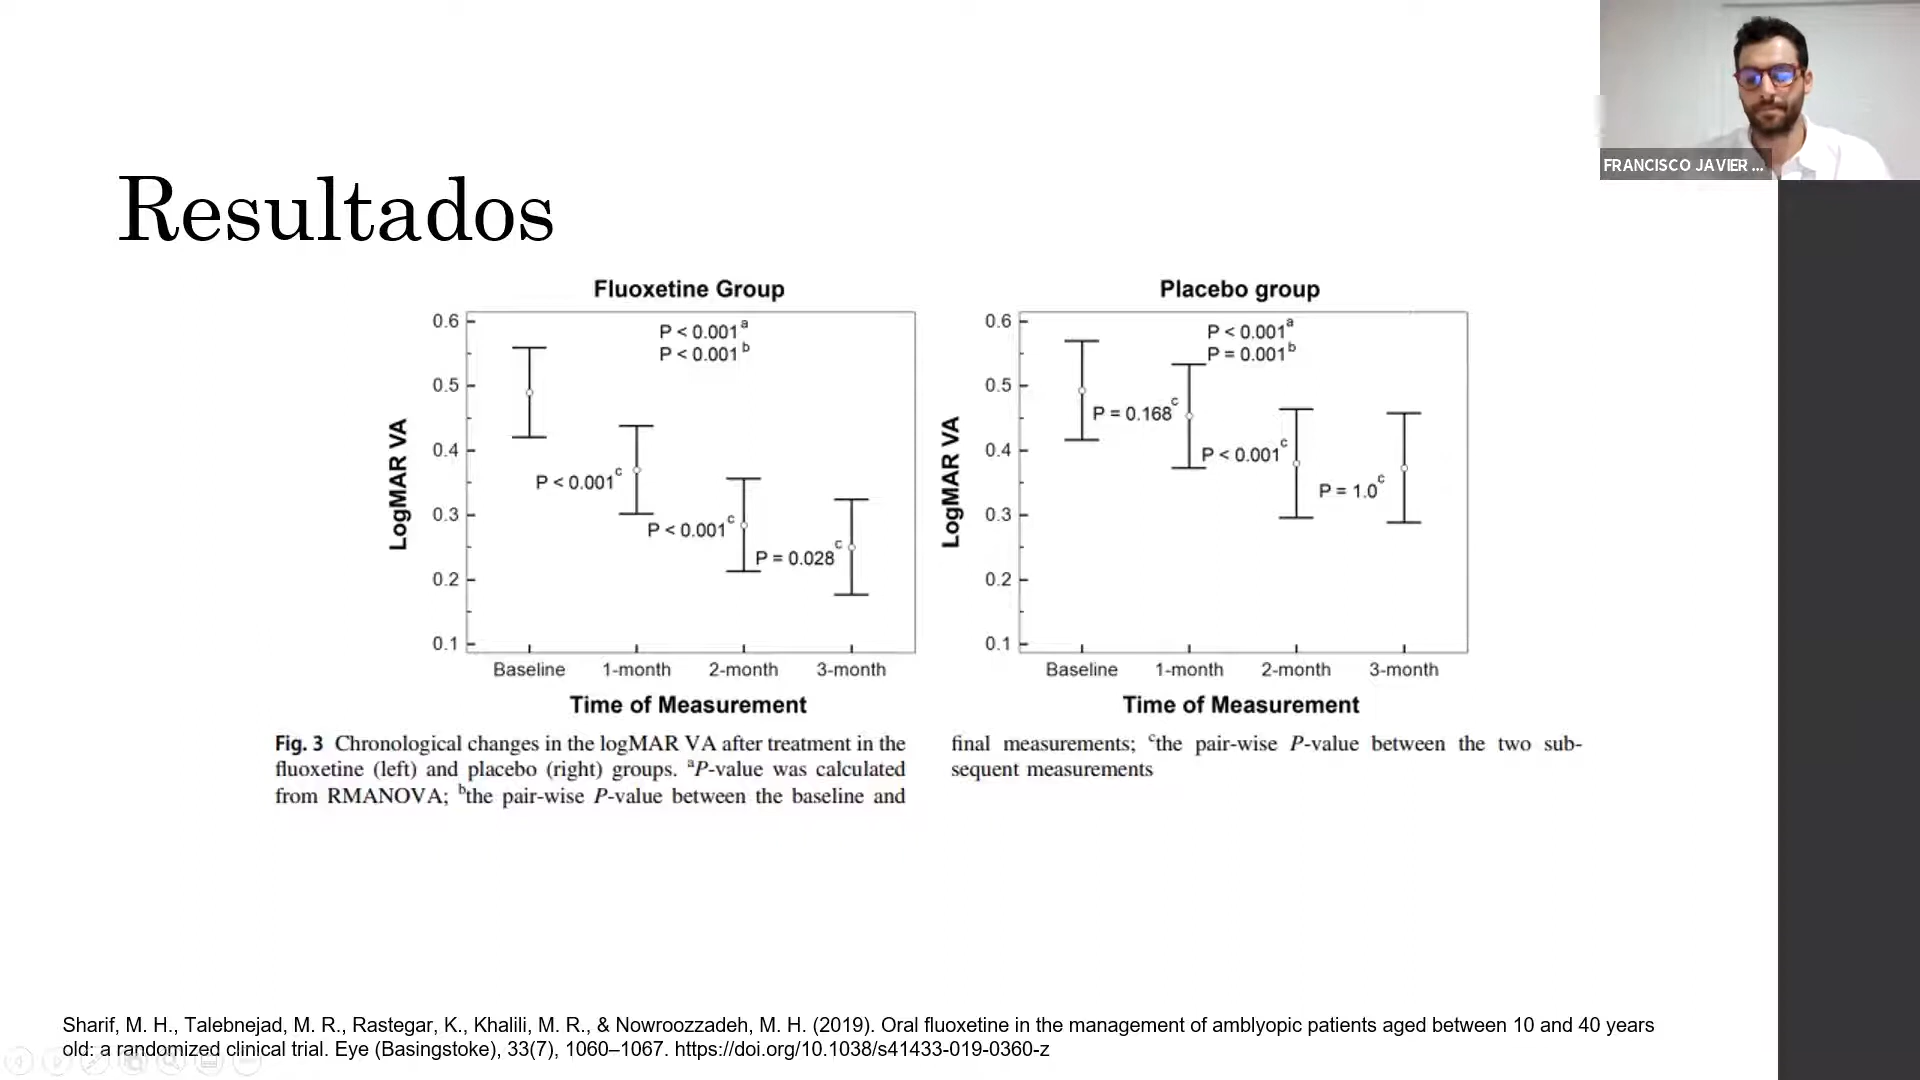 FRANCISCO JAVIER ...
Resultados
Fluoxetine Group
P < 0.001a
P < 0.001b
P < 0.001c
P < 0.001c
P = 0.028c
LogMAR VA
0.6
0.5
0.4
0.3
0.2
0.1
Baseline 1-month 2-month 3-month
Time of Measurement
Placebo group
P < 0.001a
P = 0.001b
P = 0.168c
P < 0.001c
P = 1.0c
LogMAR VA
0.6
0.5
0.4
0.3
0.2
0.1
Baseline 1-month 2-month 3-month
Time of Measurement
Fig. 3 Chronological changes in the logMAR VA after treatment in the
fluoxetine (left) and placebo (right) groups. aP-value was calculated
from RMANOVA; bthe pair-wise P-value between the baseline and
final measurements; cthe pair-wise P-value between the two sub-
sequent measurements
Sharif, M. H., Talebnejad, M. R., Rastegar, K., Khalili, M. R., & Nowroozzadeh, M. H. (2019). Oral fluoxetine in the management of amblyopic patients aged between 10 and 40 years
old: a randomized clinical trial. Eye (Basingstoke), 33(7), 1060–1067. https://doi.org/10.1038/s41433-019-0360-z